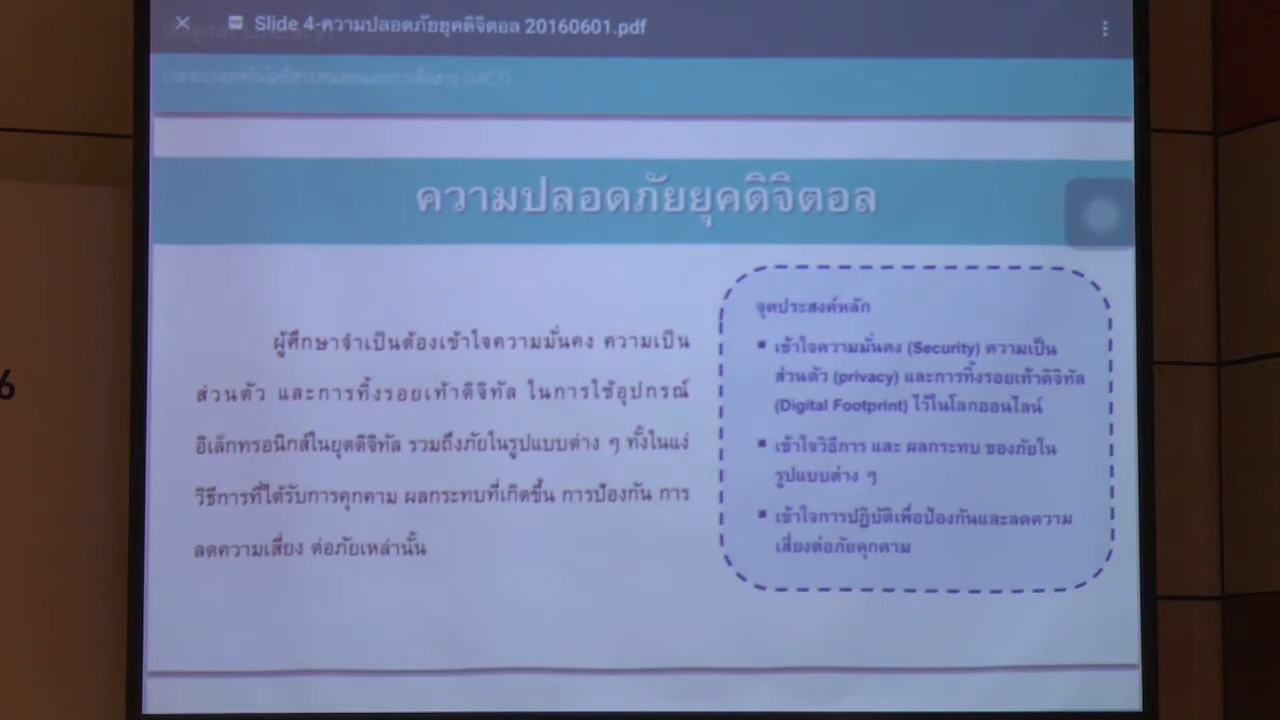 Slide 4-ความปลอดภัยยุคดิจิตอล 20160601.pdf
ความปลอดภัยยุคดิจิตอล
ผู้ศึกษาจำเป็นต้องเข้าใจความมั่นคง ความเป็น
ส่วนตัว และการทิ้งรอยเท้าดิจิทัล ในการใช้อุปกรณ์
อิเล็กทรอนิกส์ในยุคดิจิทัล รวมถึงภัยในรูปแบบต่าง ๆ ทั้งในแง่
วิธีการที่ได้รับการคุกคาม ผลกระทบที่เกิดขึ้น การป้องกัน การ
ลดความเสี่ยง ต่อภัยเหล่านั้น
จุดประสงค์หลัก
▪ เข้าใจความมั่นคง (Security) ความเป็น
ส่วนตัว (privacy) และการทิ้งรอยเท้าดิจิทัล
(Digital Footprint) ไว้ในโลกออนไลน์
▪ เข้าใจวิธีการ และ ผลกระทบ ของภัยใน
รูปแบบต่าง ๆ
▪ เข้าใจการปฏิบัติเพื่อป้องกันและลดความ
เสี่ยงต่อภัยคุกคาม
6